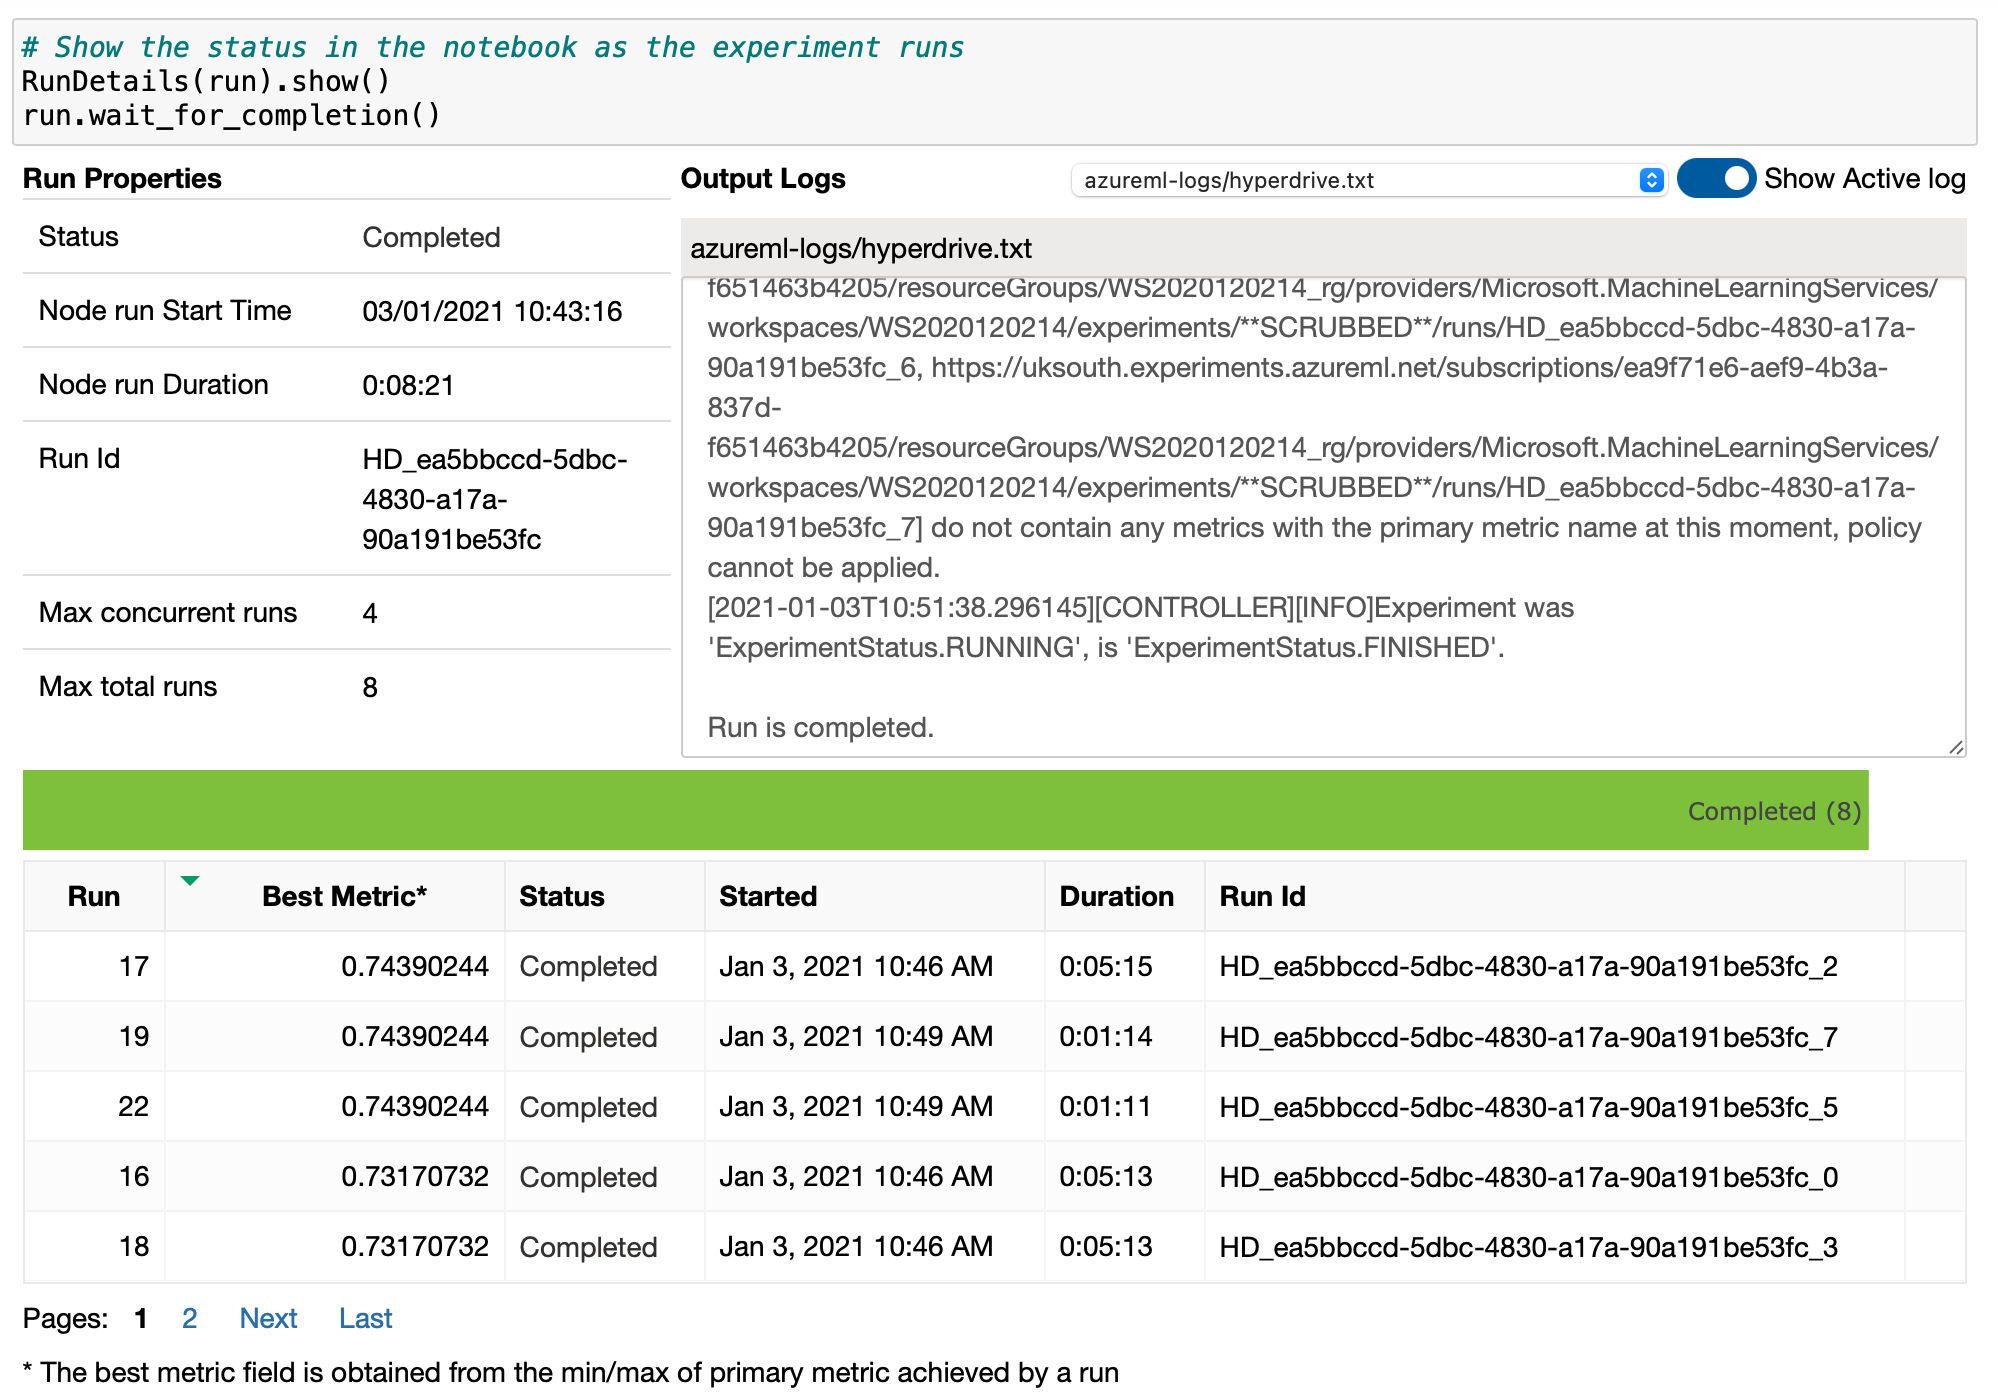 # Show the status in the notebook as the experiment runs
RunDetails(run).show()
run.wait_for_completion()
Run Properties
Status Completed
Node run Start Time 03/01/2021 10:43:16
Node run Duration 0:08:21
Run Id HD_ea5bbccd-5dbc-
4830-a17a-
90a191be53fc
Max concurrent runs 4
Max total runs 8
Output Logs azureml-logs/hyperdrive.txt Show Active log
azureml-logs/hyperdrive.txt
f651463b4205/resourceGroups/WS2020120214_rg/providers/Microsoft.MachineLearningServices/
workspaces/WS2020120214/experiments/**SCRUBBED**/runs/HD_ea5bbccd-5dbc-4830-a17a-
90a191be53fc_6, https://uksouth.experiments.azureml.net/subscriptions/ea9f71e6-aef9-4b3a-
837d-
f651463b4205/resourceGroups/WS2020120214_rg/providers/Microsoft.MachineLearningServices/
workspaces/WS2020120214/experiments/**SCRUBBED**/runs/HD_ea5bbccd-5dbc-4830-a17a-
90a191be53fc_7] do not contain any metrics with the primary metric name at this moment, policy
cannot be applied.
[2021-01-03T10:51:38.296145][CONTROLLER][INFO]Experiment was
'ExperimentStatus.RUNNING', is 'ExperimentStatus.FINISHED'.
Run is completed.
Completed (8)
Run Best Metric* Status Started Duration Run Id
17 0.74390244 Completed Jan 3, 2021 10:46 AM 0:05:15 HD_ea5bbccd-5dbc-4830-a17a-90a191be53fc_2
19 0.74390244 Completed Jan 3, 2021 10:49 AM 0:01:14 HD_ea5bbccd-5dbc-4830-a17a-90a191be53fc_7
22 0.74390244 Completed Jan 3, 2021 10:49 AM 0:01:11 HD_ea5bbccd-5dbc-4830-a17a-90a191be53fc_5
16 0.73170732 Completed Jan 3, 2021 10:46 AM 0:05:13 HD_ea5bbccd-5dbc-4830-a17a-90a191be53fc_0
18 0.73170732 Completed Jan 3, 2021 10:46 AM 0:05:13 HD_ea5bbccd-5dbc-4830-a17a-90a191be53fc_3
Pages: 1 2 Next Last
* The best metric field is obtained from the min/max of primary metric achieved by a run